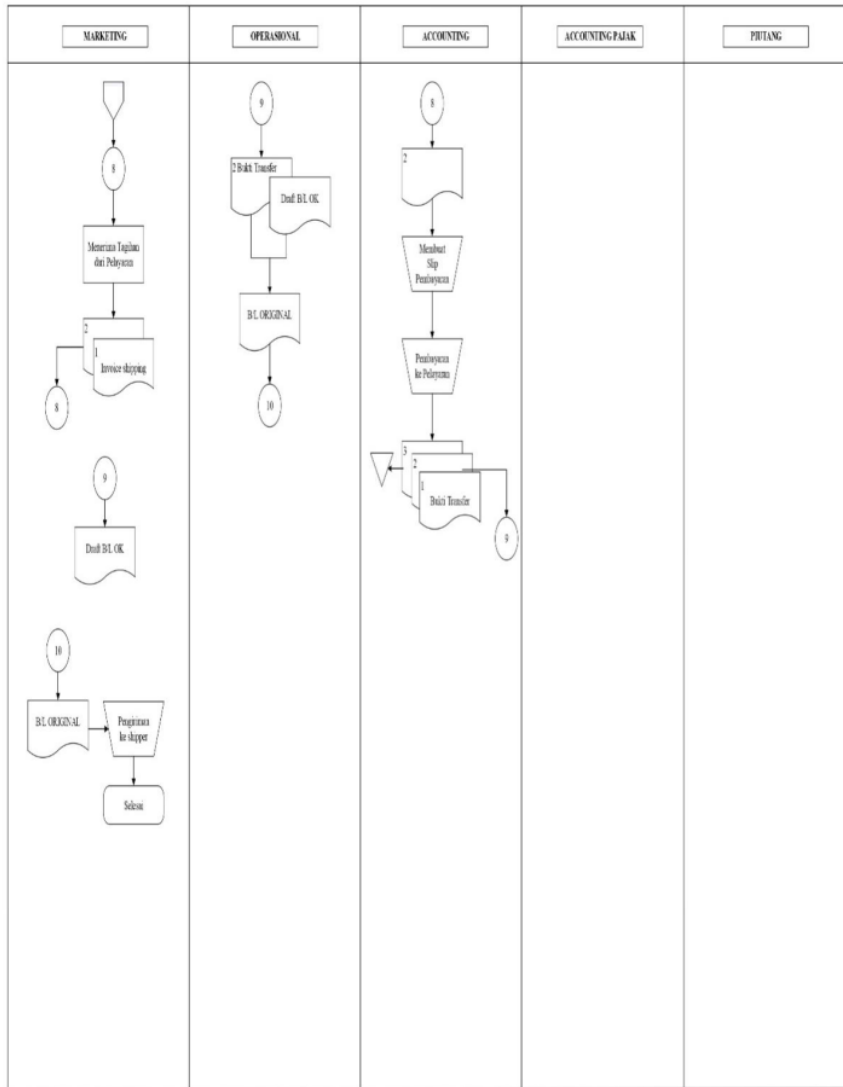 MARKETING
OPERASIONAL
ACCOUNTING
ACCOUNTING PAJAK
PIUTANG
8
Menerima Tagihan
dari Pelayaran
2
1
Invoice shipping
8
9
Draft B/L OK
10
B/L ORIGINAL
Pengiriman
ke shipper
Selesai
9
2 Bukti Transfer
Draft B/L OK
B/L ORIGINAL
10
8
2
Membuat
Slip
Pembayaran
Pembayaran
ke Pelayaran
3
2
1
Bukti Transfer
9